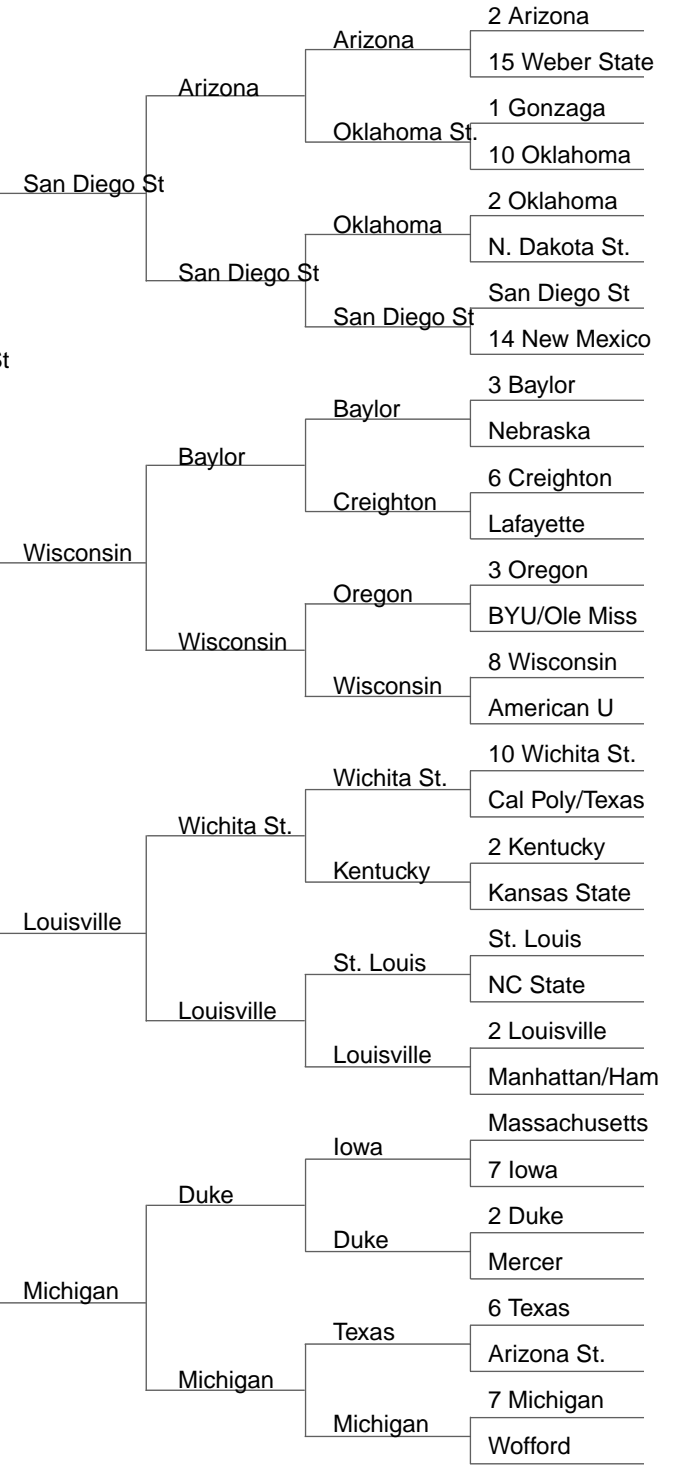 2 Arizona
Arizona
15 Weber State
Arizona
1 Gonzaga
Oklahoma St.
10 Oklahoma
San Diego St
2 Oklahoma
Oklahoma
N. Dakota St.
San Diego St
San Diego St
San Diego St
14 New Mexico
St
3 Baylor
Baylor
Nebraska
Baylor
6 Creighton
Creighton
Lafayette
Wisconsin
3 Oregon
Oregon
BYU/Ole Miss
Wisconsin
8 Wisconsin
Wisconsin
American U
10 Wichita St.
Wichita St.
Cal Poly/Texas
Wichita St.
2 Kentucky
Kentucky
Kansas State
Louisville
St. Louis
St. Louis
NC State
Louisville
2 Louisville
Louisville
Manhattan/Ham
Massachusetts
Iowa
7 Iowa
Duke
2 Duke
Duke
Mercer
Michigan
6 Texas
Texas
Arizona St.
Michigan
7 Michigan
Michigan
Wofford